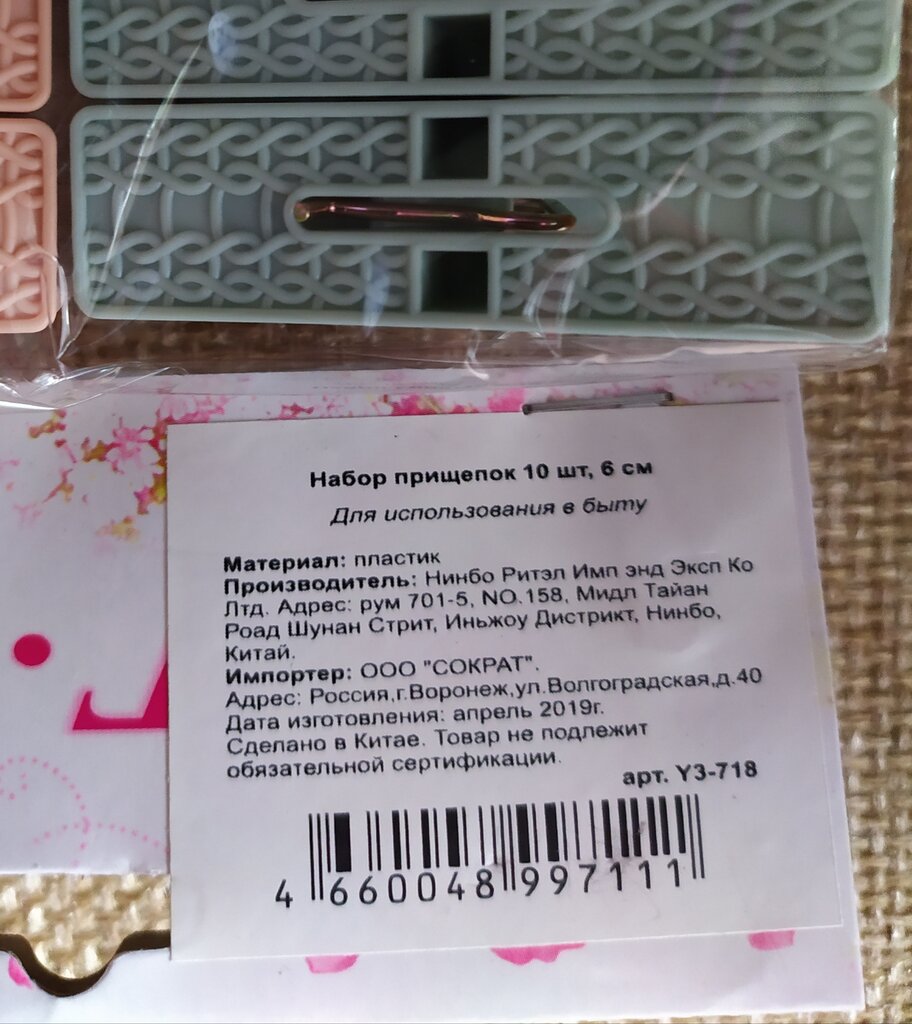 Набор прищепок 10 шт, 6 см
Для использования в быту
Материал: пластик
Производитель: Нинбо Ритэл Имп энд Эксп Ко
Лтд. Адрес: рум 701-5, NO.158, Мидл Тайан
Роад Шунан Стрит, Иньжоу Дистрикт, Нинбо,
Китай.
Импортер: ООО "СОКРАТ".
Адрес: Россия,г.Воронеж,ул.Волгоградская,д.40
Дата изготовления: апрель 2019г.
Сделано в Китае. Товар не подлежит
обязательной сертификации.
арт. Y3-718
4 660048 997111